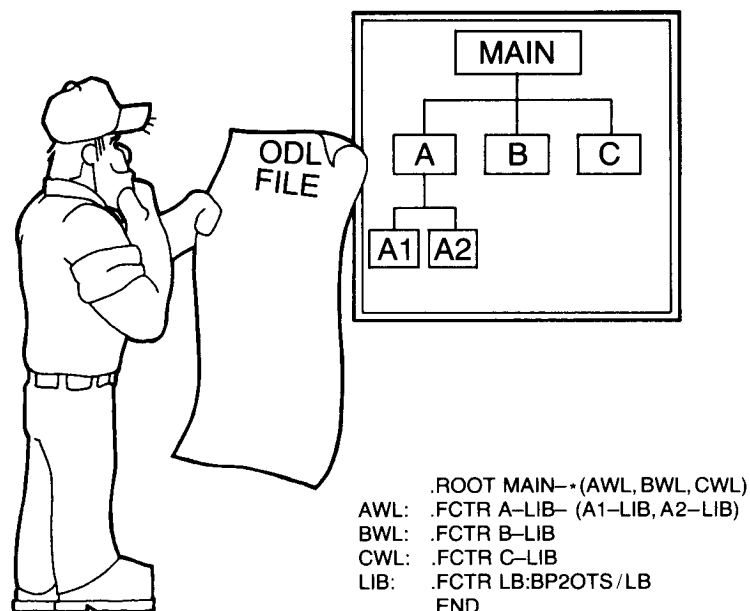 MAIN
A B C
A1 A2
ODL
FILE
.ROOT MAIN–*(AWL, BWL, CWL)
AWL: .FCTR A–LIB– (A1–LIB, A2–LIB)
BWL: .FCTR B–LIB
CWL: .FCTR C–LIB
LIB: .FCTR LB:BP2OTS/LB
.END